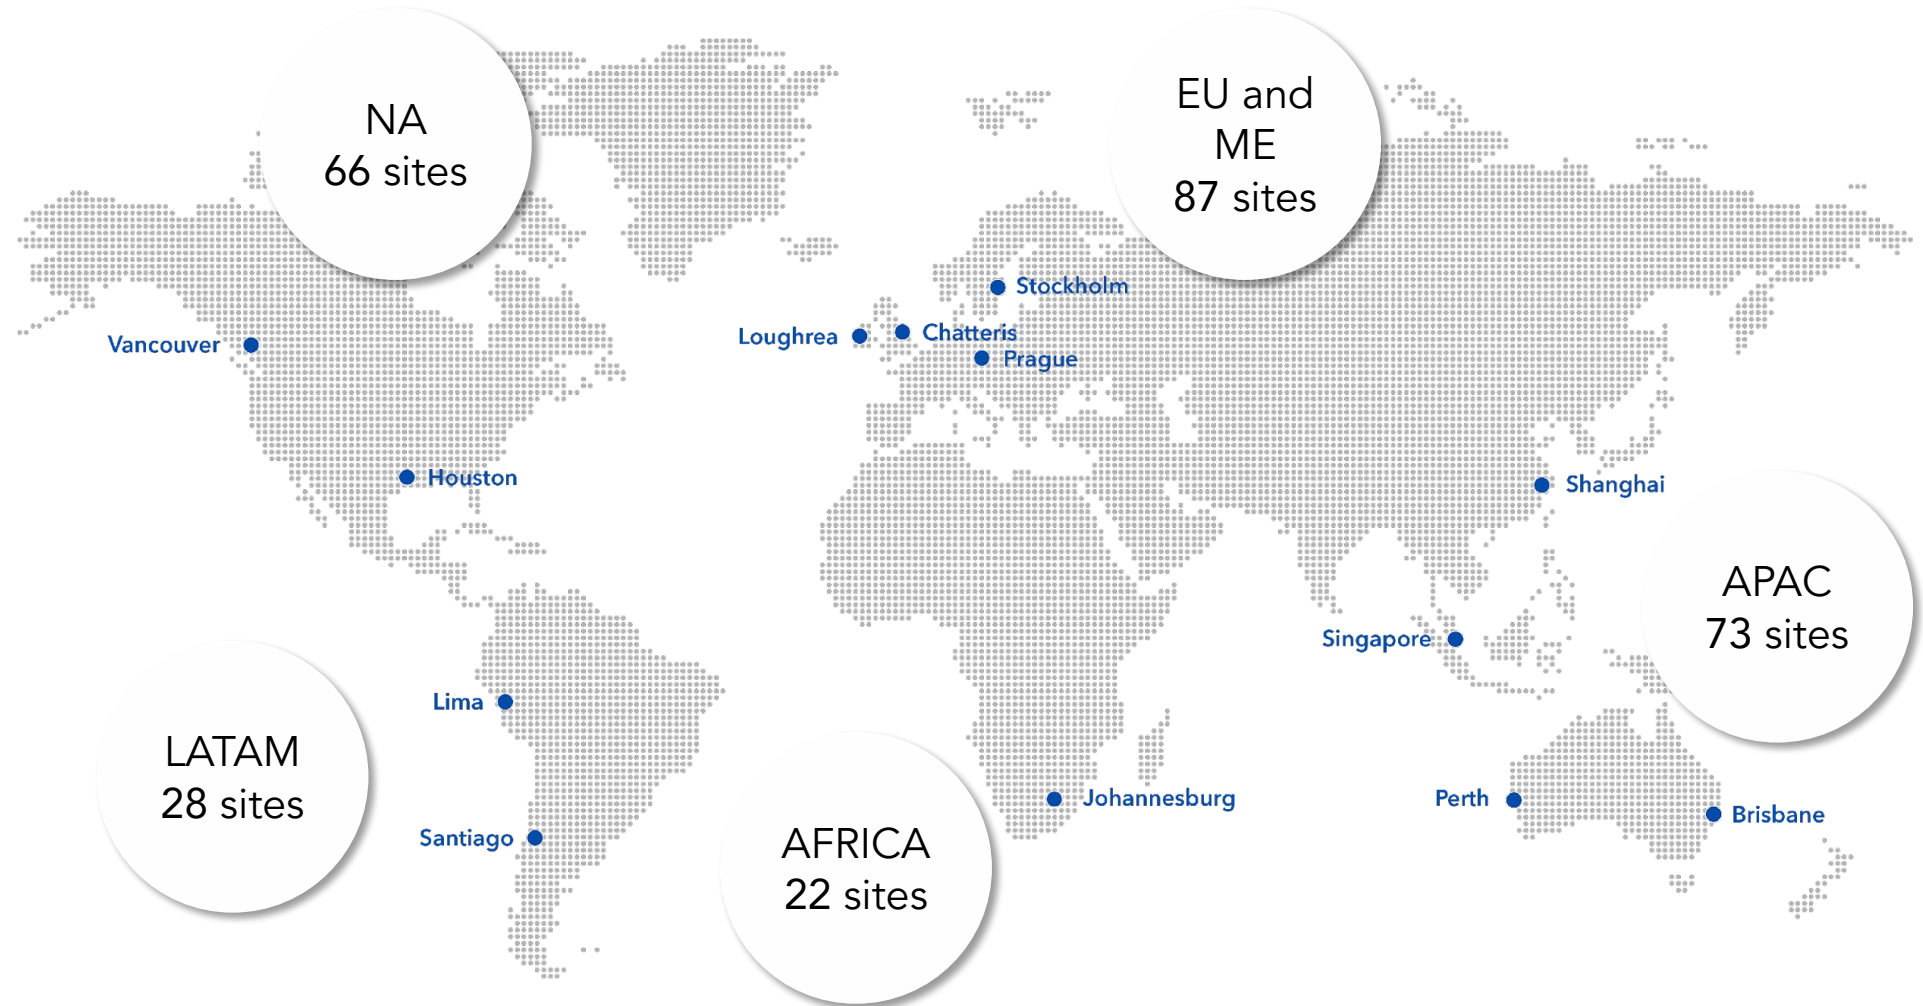 NA
66 sites
EU and
ME
87 sites
Stockholm
Loughrea
Chatteris
Vancouver
Prague
Houston
Shanghai
APAC
73 sites
Singapore
Lima
LATAM
28 sites
Johannesburg
Perth
Brisbane
Santiago
AFRICA
22 sites